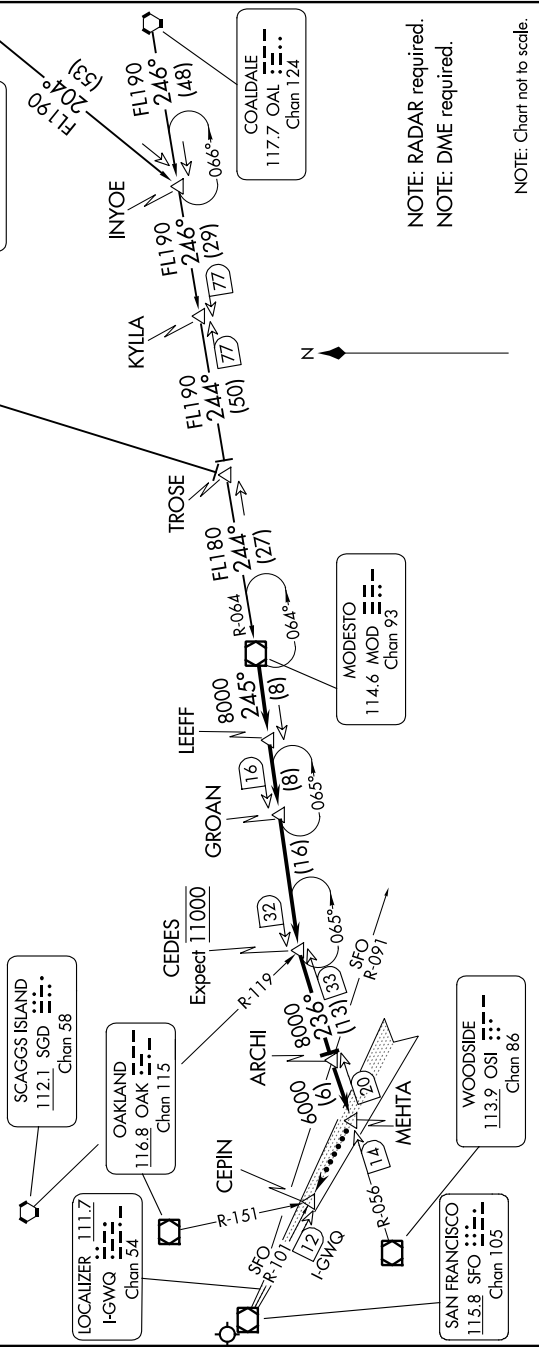 SCAGGS ISLAND
112.1 SGD
Chan 58
OAKLAND
116.8 OAK
Chan 115
LOCALIZER 111.7
I-GWQ
Chan 54
SAN FRANCISCO
115.8 SFO
Chan 105
WOODSIDE
113.9 OSI
Chan 86
MODESTO
114.6 MOD
Chan 93
COALDALE
117.7 OAL
Chan 124
SFO
R-101
R-151
12
I-GWQ
CEPIN
R-056
14
MEHTA
6000
(6)
20
ARCHI
SFO
R-091
8000
236°
(13)
33
R-119
CEDES
Expect 11000
32
065°
(16)
GROAN
16
065°
(8)
LEEFF
8000
245°
(8)
R-064
064°
FL180
244°
(27)
TROSE
FL190
244°
(50)
77
KYLLA
77
FL190
246°
(29)
INYOE
066°
FL190
246°
(48)
FL190
204°
(53)
N
NOTE: RADAR required.
NOTE: DME required.
NOTE: Chart not to scale.